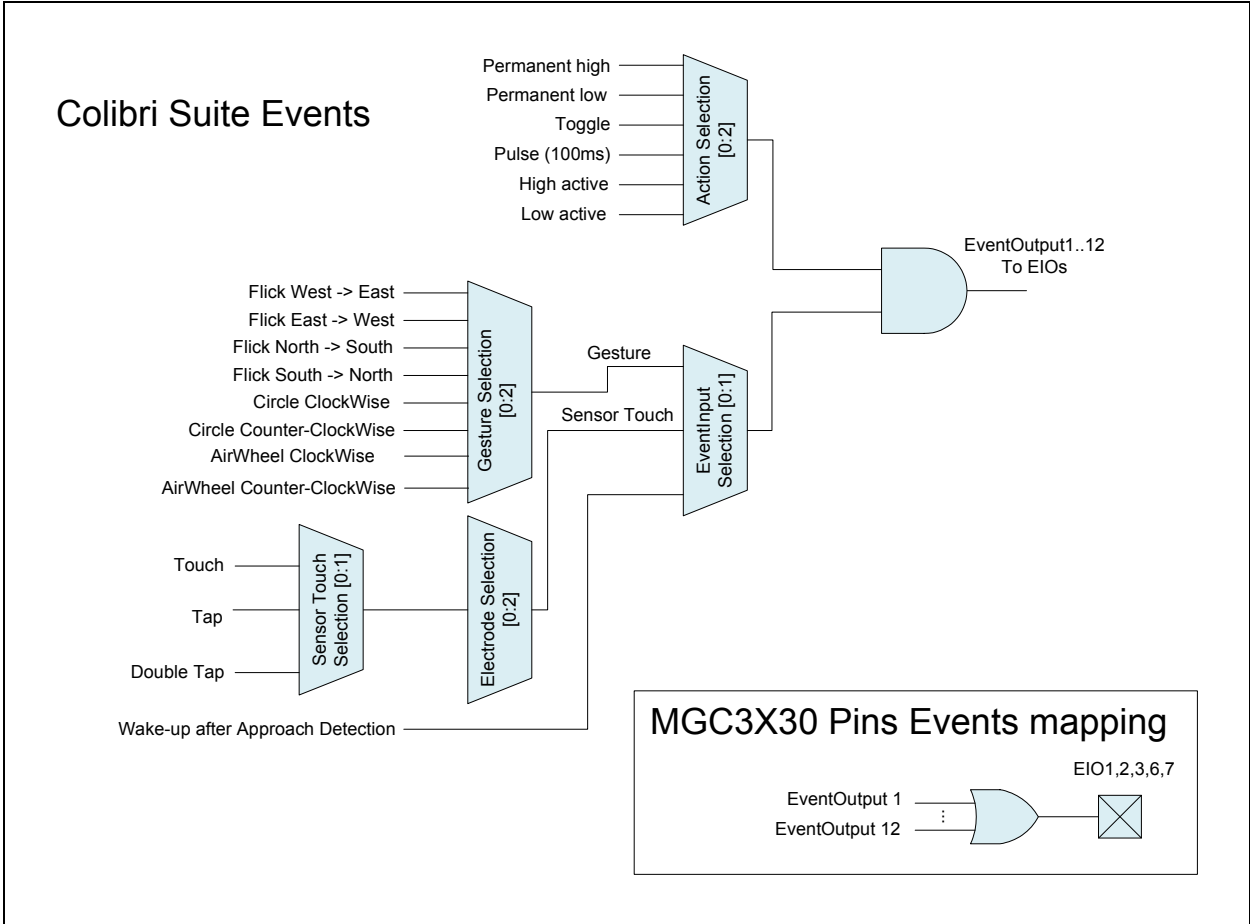 Colibri Suite Events
Permanent high
Permanent low
Toggle
Pulse (100ms)
High active
Low active
Action Selection
[0:2]
EventOutput1..12
To EIOs
Flick West -> East
Flick East -> West
Flick North -> South
Flick South -> North
Circle ClockWise
Circle Counter-ClockWise
AirWheel ClockWise
AirWheel Counter-ClockWise
Gesture Selection
[0:2]
Gesture
Sensor Touch
EventInput
Selection [0:1]
Touch
Tap
Double Tap
Sensor Touch
Selection [0:1]
Electrode Selection
[0:2]
Wake-up after Approach Detection
MGC3X30 Pins Events mapping
EIO1,2,3,6,7
EventOutput 1
...
EventOutput 12